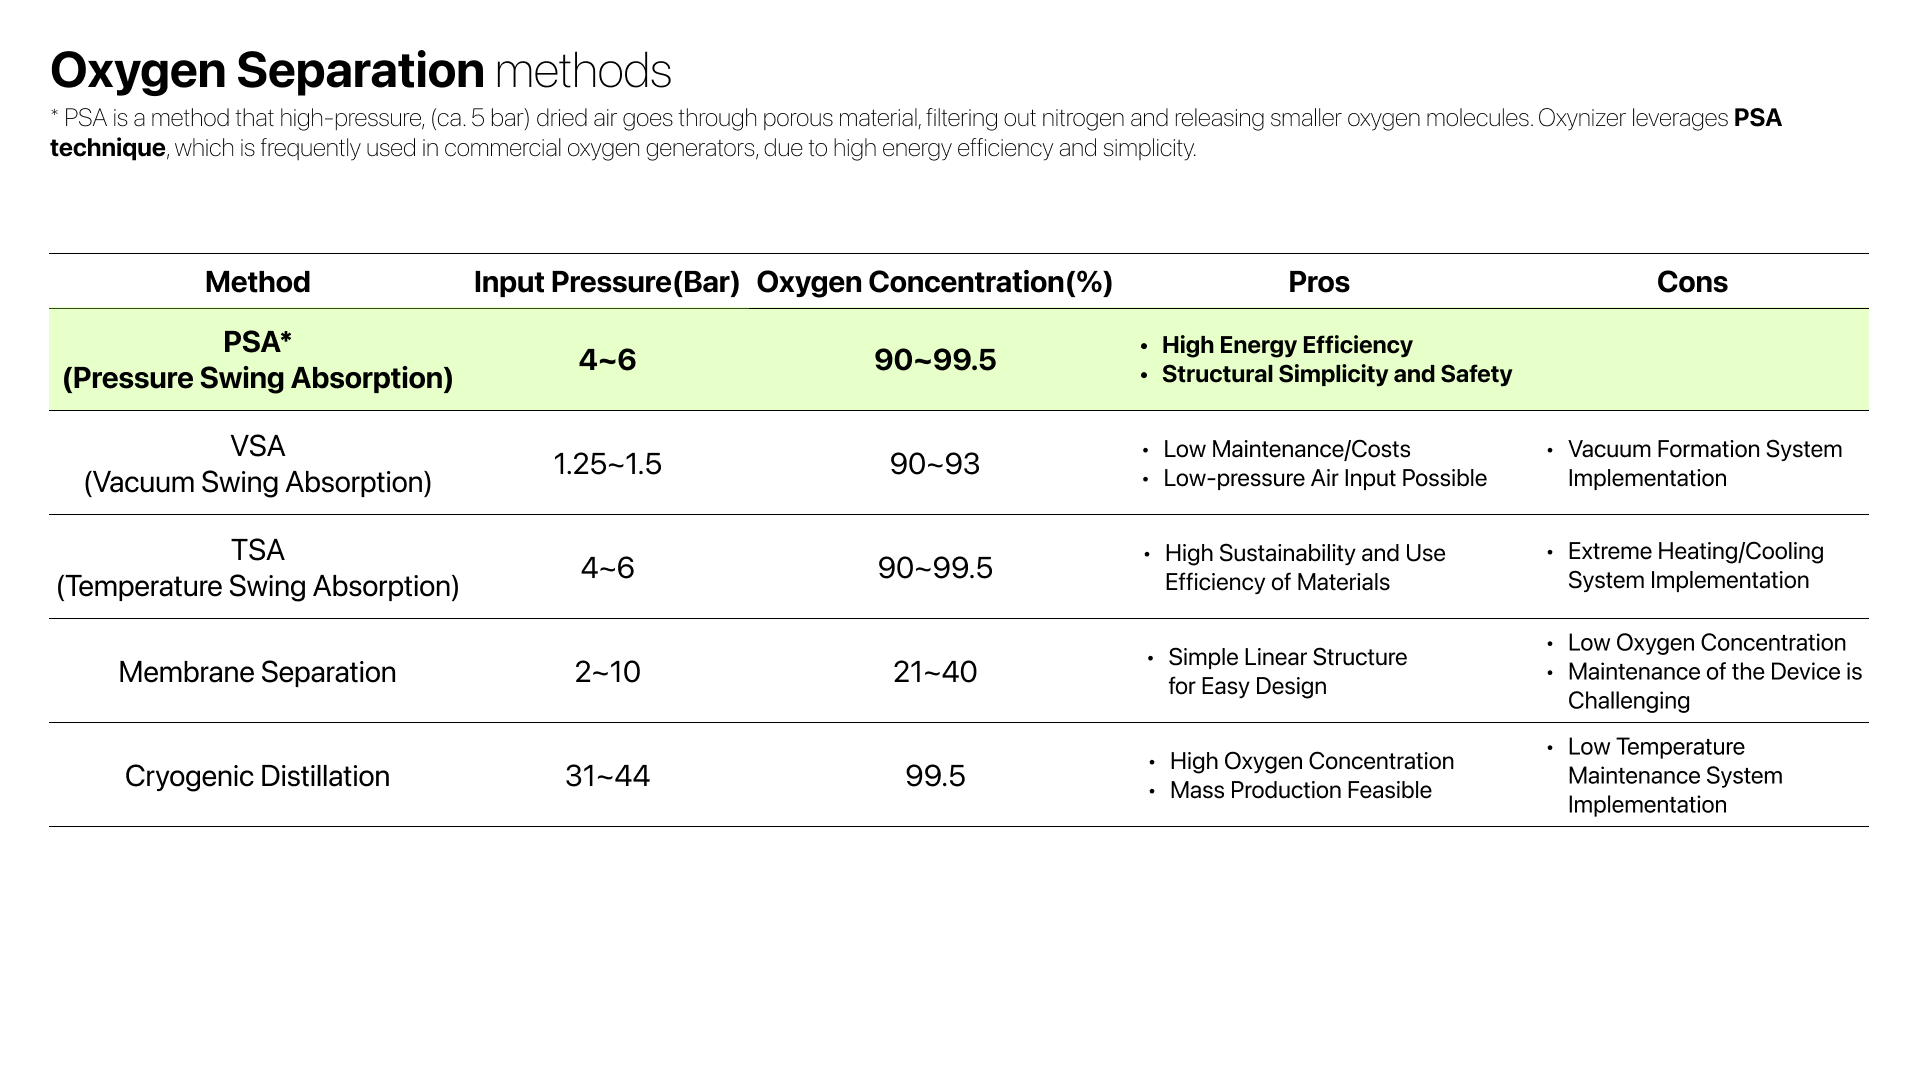 Oxygen Separation methods
* PSA is a method that high-pressure, (ca. 5 bar) dried air goes through porous material, filtering out nitrogen and releasing smaller oxygen molecules. Oxynizer leverages PSA
technique, which is frequently used in commercial oxygen generators, due to high energy efficiency and simplicity.
Method Input Pressure(Bar) Oxygen Concentration(%) Pros Cons
PSA*
(Pressure Swing Absorption)
4~6
90~99.5
• High Energy Efficiency
• Structural Simplicity and Safety
VSA
(Vacuum Swing Absorption)
1.25~1.5
90~93
• Low Maintenance/Costs
• Low-pressure Air Input Possible
• Vacuum Formation System
Implementation
TSA
(Temperature Swing Absorption)
4~6
90~99.5
• High Sustainability and Use
Efficiency of Materials
• Extreme Heating/Cooling
System Implementation
Membrane Separation
2~10
21~40
• Simple Linear Structure
for Easy Design
• Low Oxygen Concentration
• Maintenance of the Device is
Challenging
Cryogenic Distillation
31~44
99.5
• High Oxygen Concentration
• Mass Production Feasible
• Low Temperature
Maintenance System
Implementation